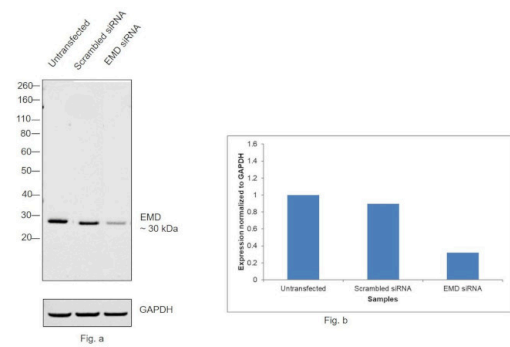 Untransfected
Scrambled siRNA
EMD siRNA
260
160
110
80
60
50
40
30
20
EMD
~ 30 kDa
GAPDH
Fig. a
Expression normalized to GAPDH
1.6
1.4
1.2
1
0.8
0.6
0.4
0.2
0
Untransfected Scrambled siRNA EMD siRNA
Samples
Fig. b